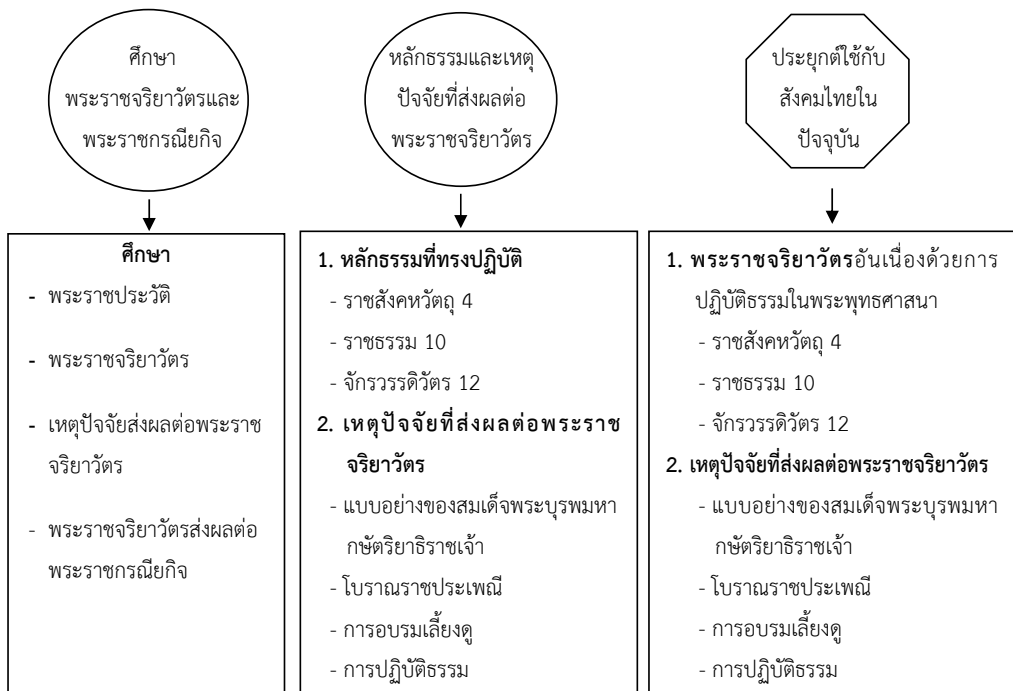 ศึกษา
พระราชจริยาวัตรและ
พระราชกรณียกิจ
หลักธรรมและเหตุ
ปัจจัยที่ส่งผลต่อ
พระราชจริยาวัตร
ประยุกต์ใช้กับ
สังคมไทยใน
ปัจจุบัน
ศึกษา
- พระราชประวัติ
- พระราชจริยาวัตร
- เหตุปัจจัยส่งผลต่อพระราช
จริยาวัตร
- พระราชจริยาวัตรส่งผลต่อ
พระราชกรณียกิจ
1. หลักธรรมที่ทรงปฏิบัติ
- ราชสังคหวัตถุ 4
- ราชธรรม 10
- จักรวรรดิวัตร 12
2. เหตุปัจจัยที่ส่งผลต่อพระราช
จริยาวัตร
- แบบอย่างของสมเด็จพระบุรพมหา
กษัตริยาธิราชเจ้า
- โบราณราชประเพณี
- การอบรมเลี้ยงดู
- การปฏิบัติธรรม
1. พระราชจริยาวัตรอันเนื่องด้วยการ
ปฏิบัติธรรมในพระพุทธศาสนา
- ราชสังคหวัตถุ 4
- ราชธรรม 10
- จักรวรรดิวัตร 12
2. เหตุปัจจัยที่ส่งผลต่อพระราชจริยาวัตร
- แบบอย่างของสมเด็จพระบุรพมหา
กษัตริยาธิราชเจ้า
- โบราณราชประเพณี
- การอบรมเลี้ยงดู
- การปฏิบัติธรรม